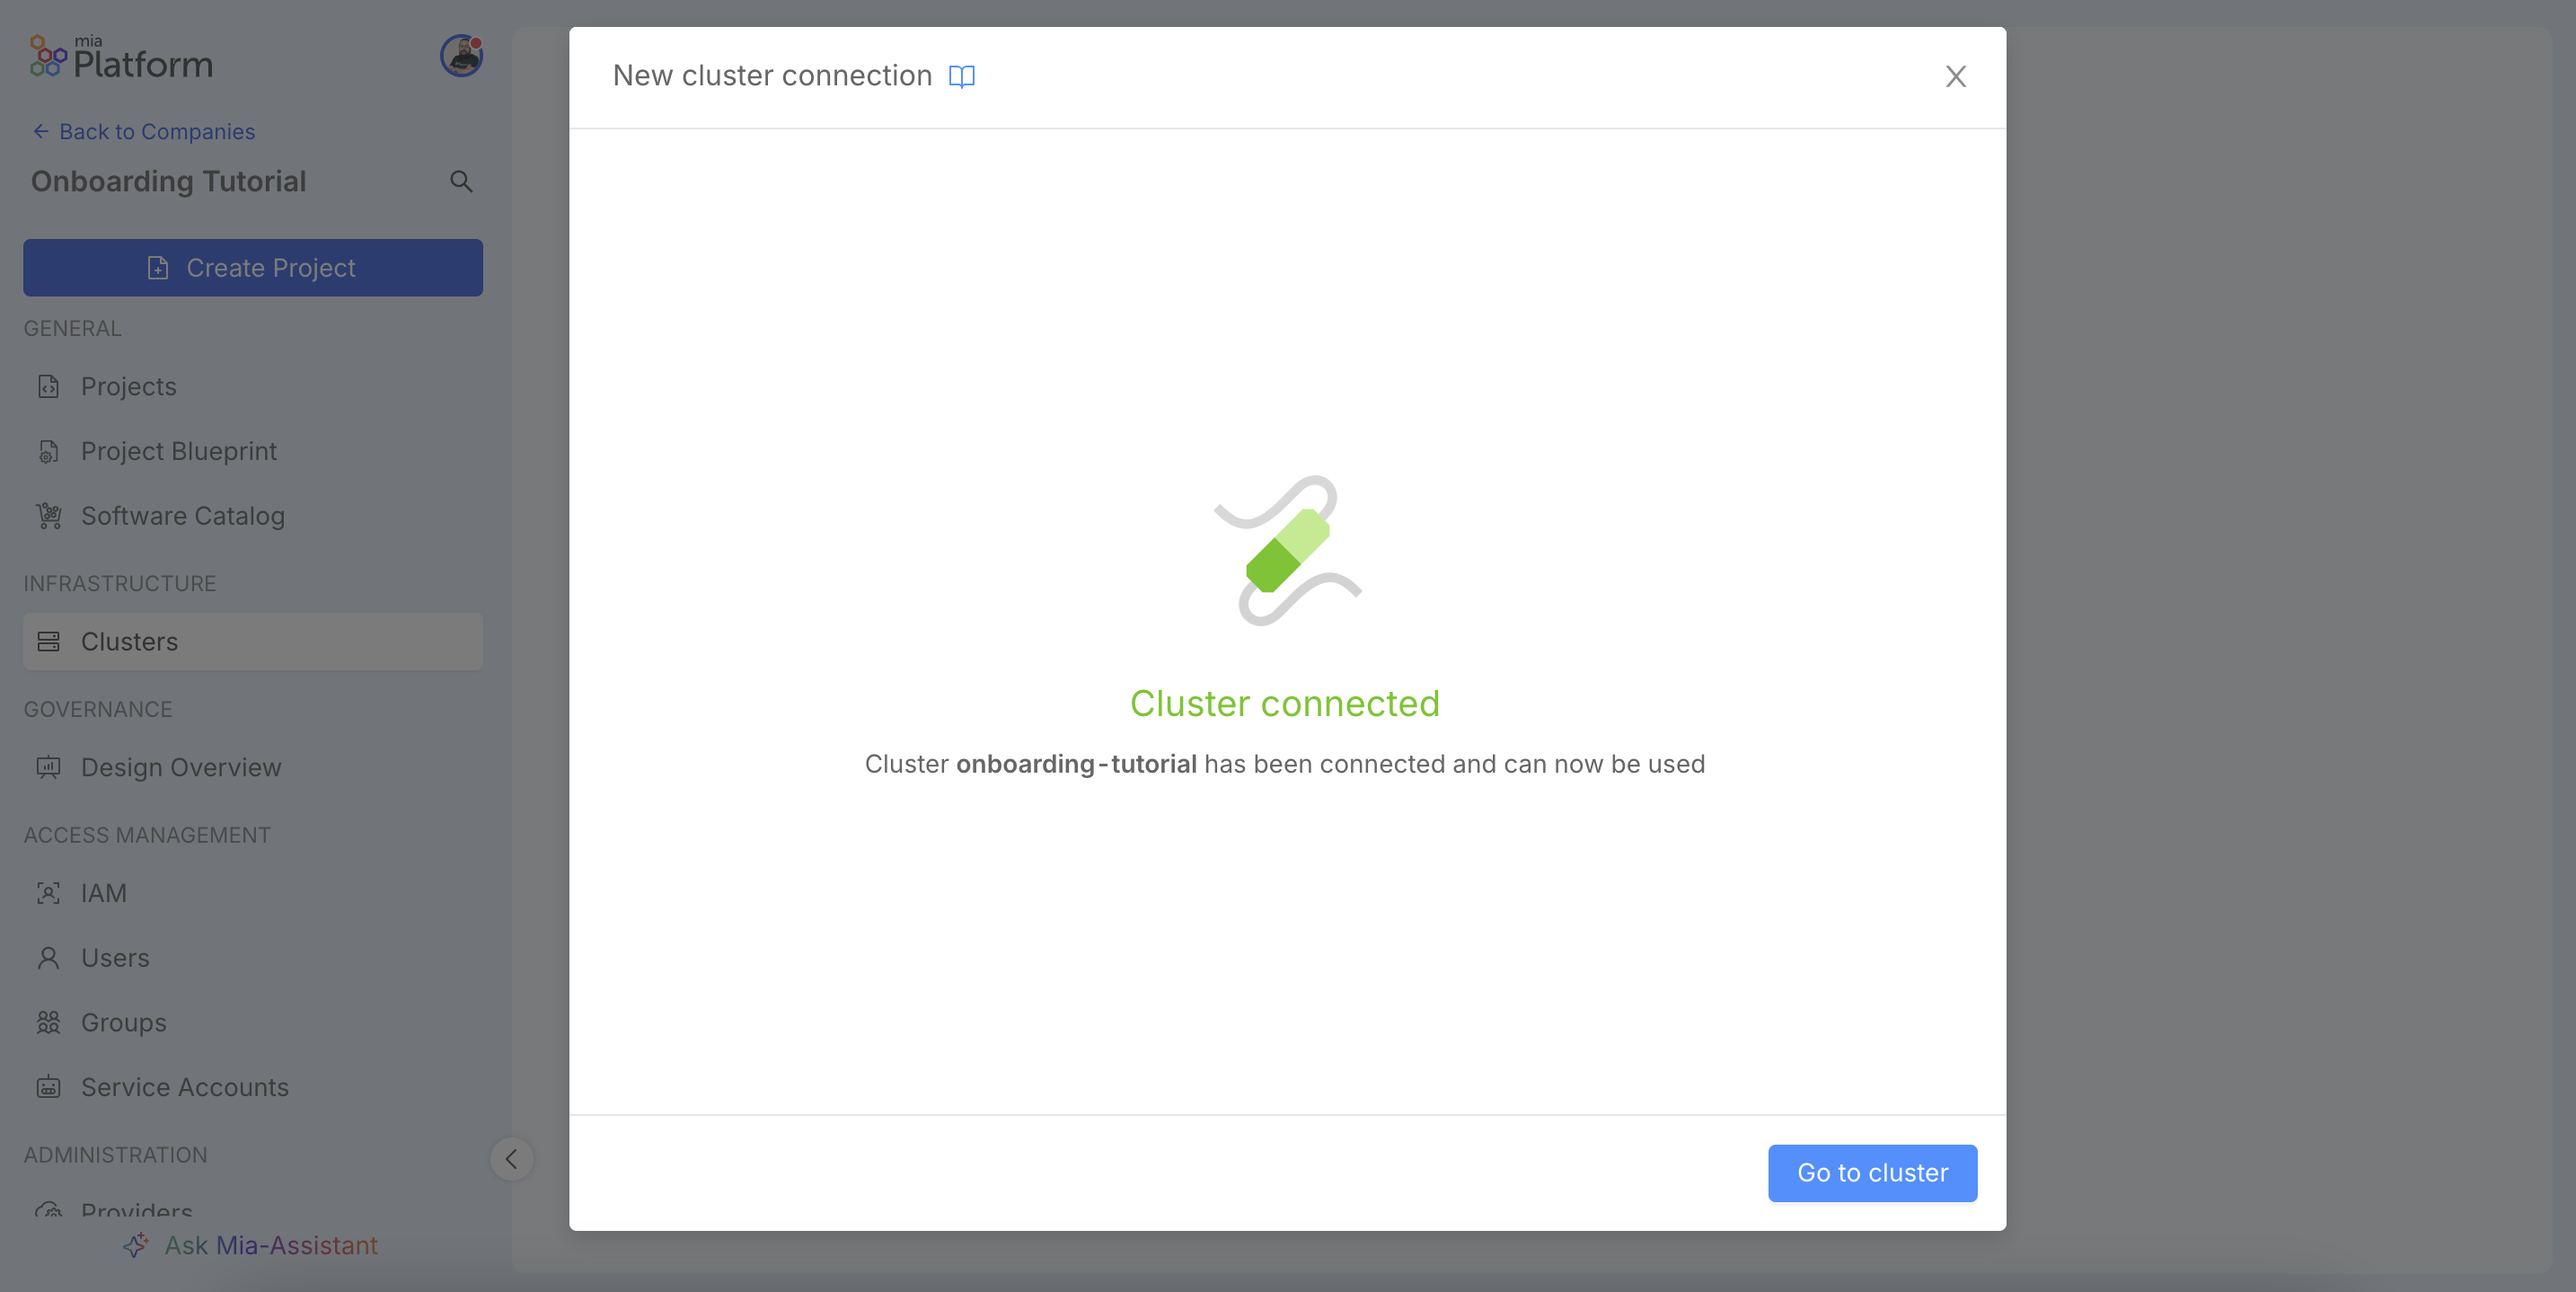 mia
Platform
Back to Companies
Onboarding Tutorial
Create Project
GENERAL
Projects
Project Blueprint
Software Catalog
INFRASTRUCTURE
Clusters
GOVERNANCE
Design Overview
ACCESS MANAGEMENT
IAM
Users
Groups
Service Accounts
ADMINISTRATION
Providers
Ask Mia-Assistant
New cluster connection
Cluster connected
Cluster onboarding-tutorial has been connected and can now be used
Go to cluster